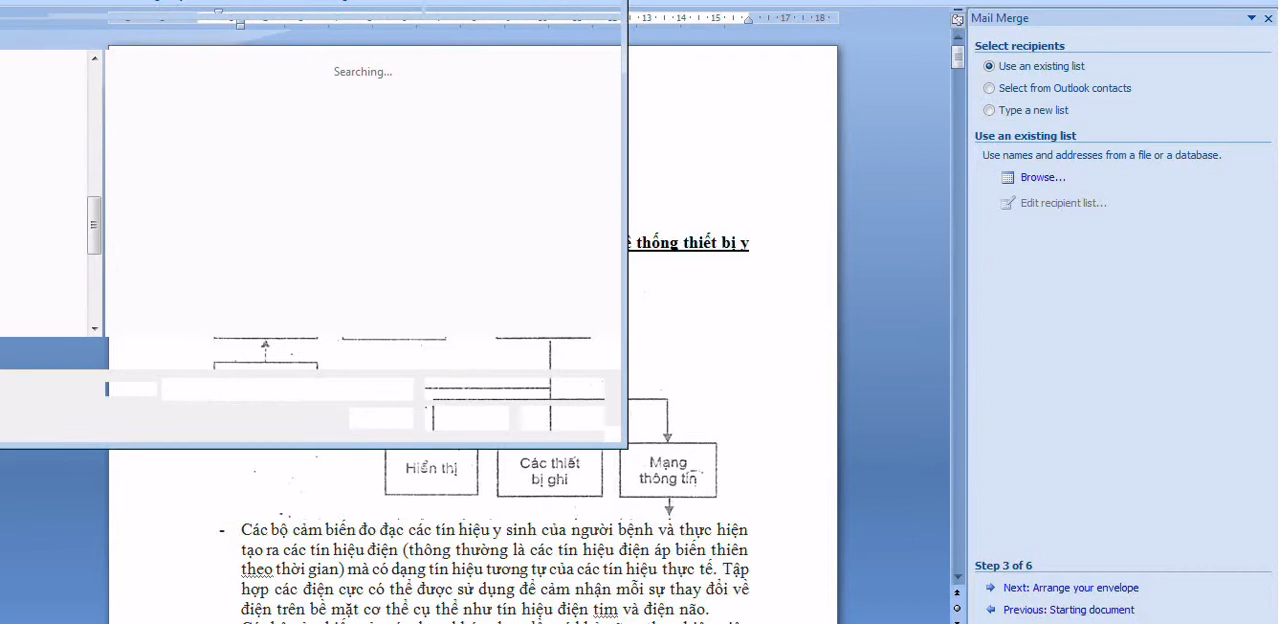 13 14 15 17 18
Mail Merge
Searching...
Select recipients
Use an existing list
Select from Outlook contacts
Type a new list
Use an existing list
Use names and addresses from a file or a database.
Browse...
Edit recipient list...
thống thiết bị y
Hiển thị
Các thiết
bị ghi
Mạng
thông tin
- Các bộ cảm biến đo đạc các tín hiệu y sinh của người bệnh và thực hiện
tạo ra các tín hiệu điện (thông thường là các tín hiệu điện áp biến thiên
theo thời gian) mà có dạng tín hiệu tương tự của các tín hiệu thực tế. Tập
hợp các điện cực có thể được sử dụng để cảm nhận mỗi sự thay đổi về
điện trên bề mặt cơ thể cụ thể như tín hiệu điện tim và điện não.
Step 3 of 6
Next: Arrange your envelope
Previous: Starting document